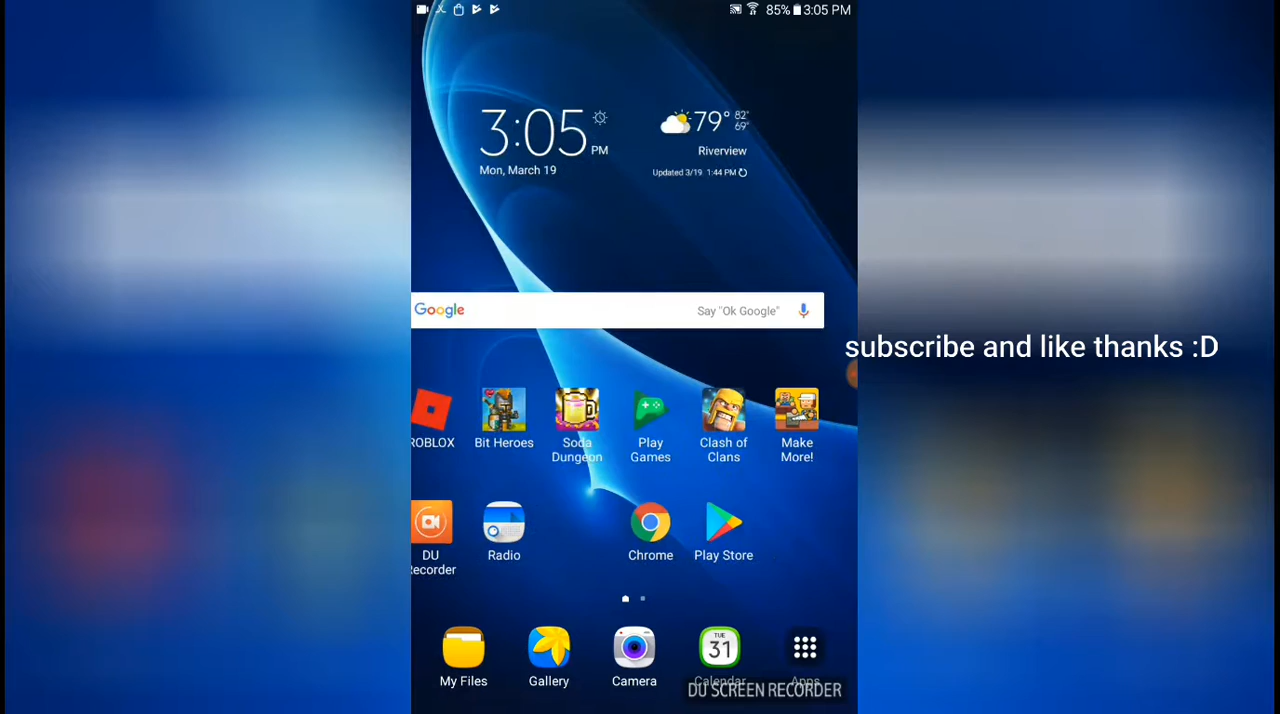 85% 3:05 PM
3:05 PM
Mon, March 19
79° 82° 69°
Riverview
Updated 3/19 1:44 PM
Google
Say "Ok Google"
subscribe and like thanks :D
ROBLOX
Bit Heroes
Soda Dungeon
Play Games
Clash of Clans
Make More!
DU Recorder
Radio
Chrome
Play Store
TUE
31
My Files
Gallery
Camera
Calendar
Apps
DU SCREEN RECORDER